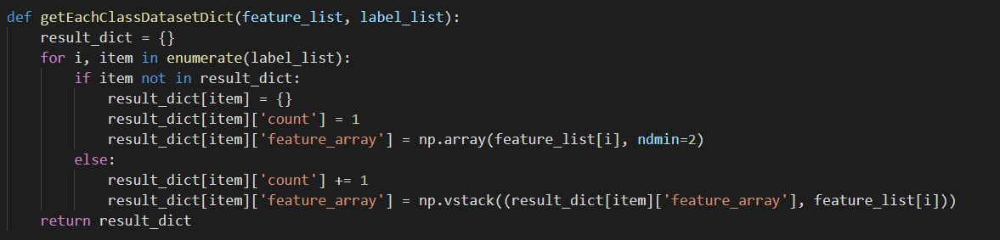 def getEachClassDatasetDict(feature_list, label_list):
    result_dict = {}
    for i, item in enumerate(label_list):
        if item not in result_dict:
            result_dict[item] = {}
            result_dict[item]['count'] = 1
            result_dict[item]['feature_array'] = np.array(feature_list[i], ndmin=2)
        else:
            result_dict[item]['count'] += 1
            result_dict[item]['feature_array'] = np.vstack((result_dict[item]['feature_array'], feature_list[i]))
    return result_dict